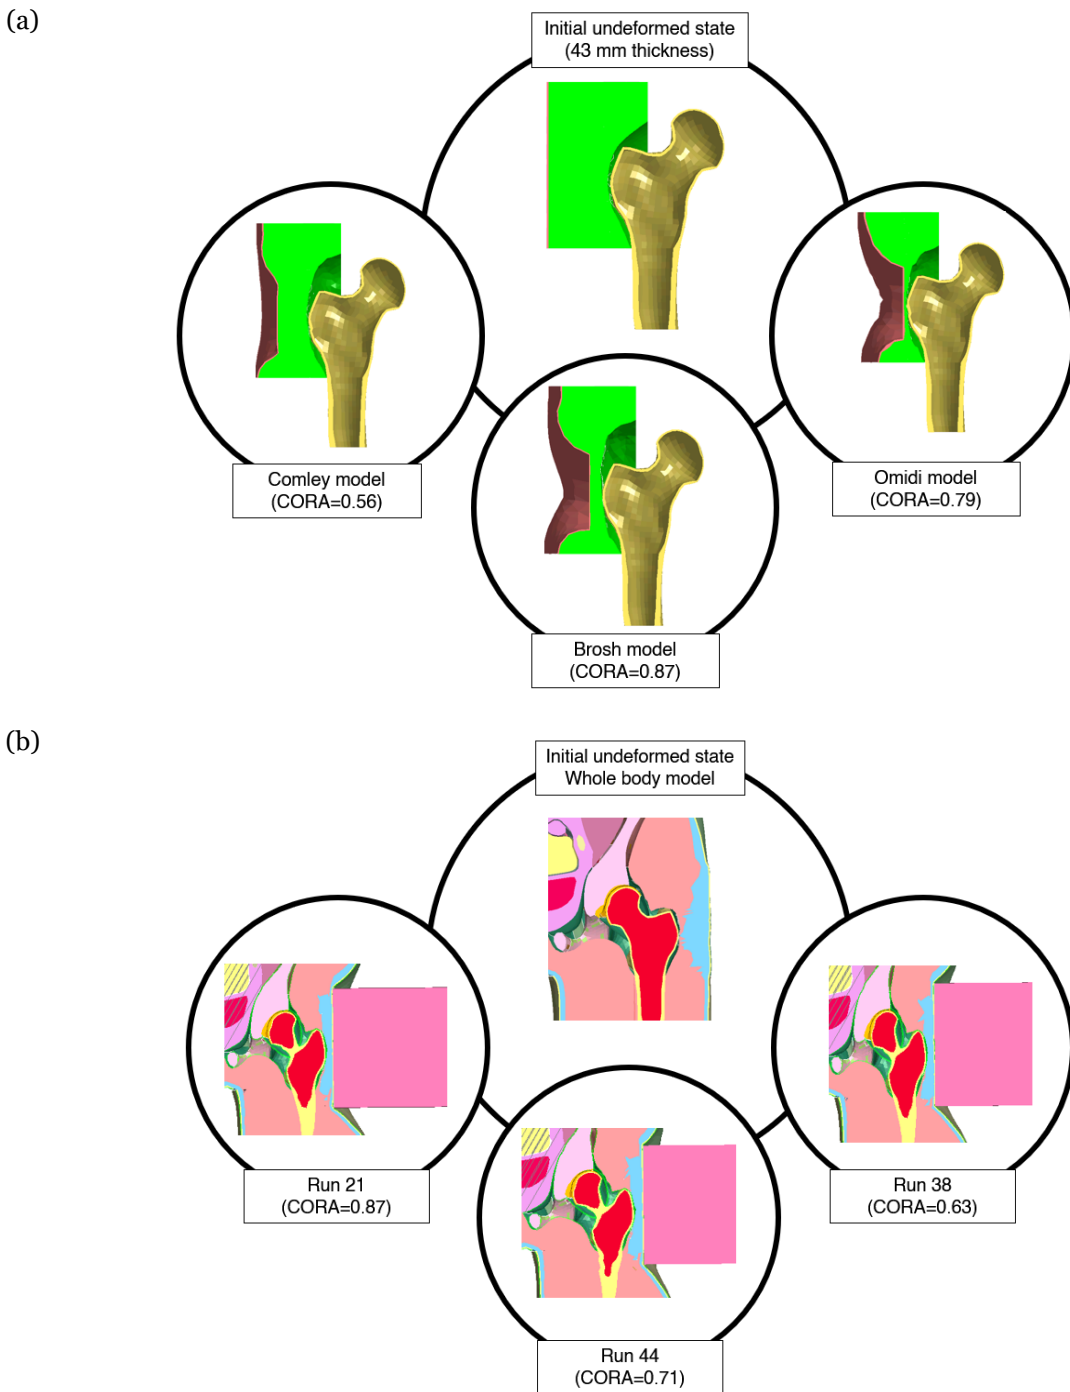 (a)
Initial undeformed state
(43 mm thickness)
Comley model
(CORA=0.56)
Omidi model
(CORA=0.79)
Brosh model
(CORA=0.87)
(b)
Initial undeformed state
Whole body model
Run 21
(CORA=0.87)
Run 38
(CORA=0.63)
Run 44
(CORA=0.71)